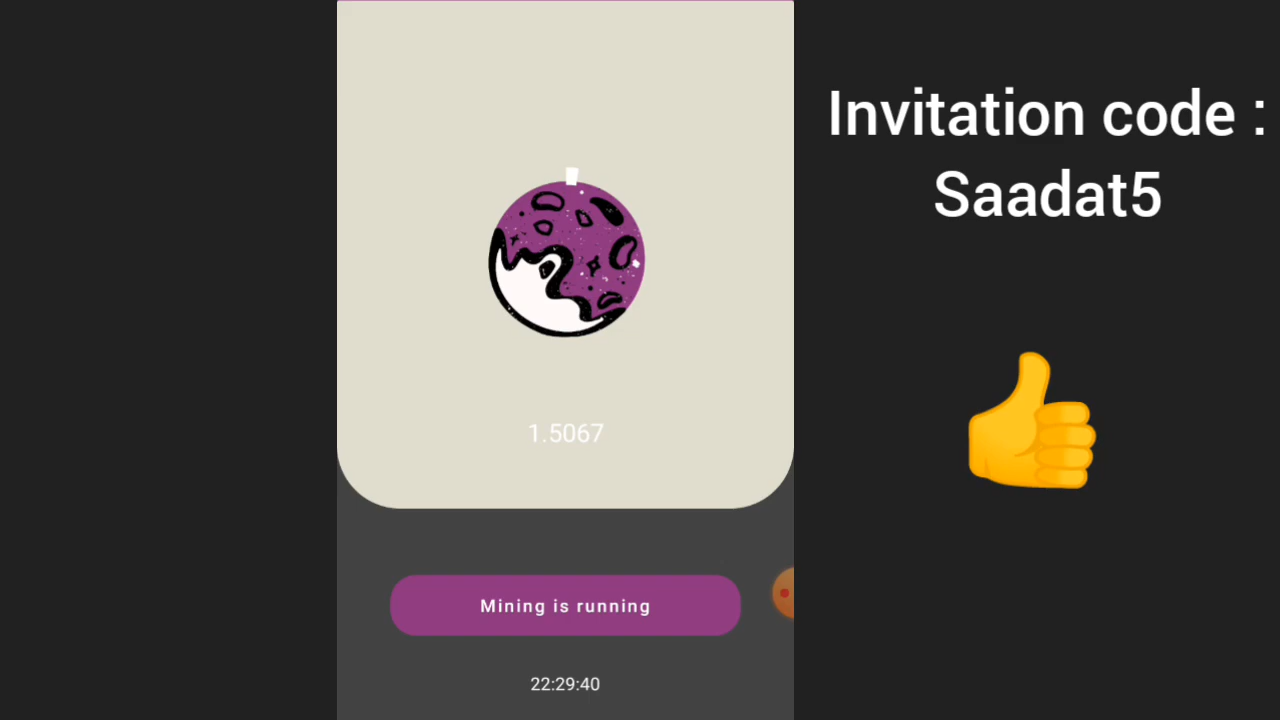 Invitation code :
Saadat5
1.5067
Mining is running
22:29:40